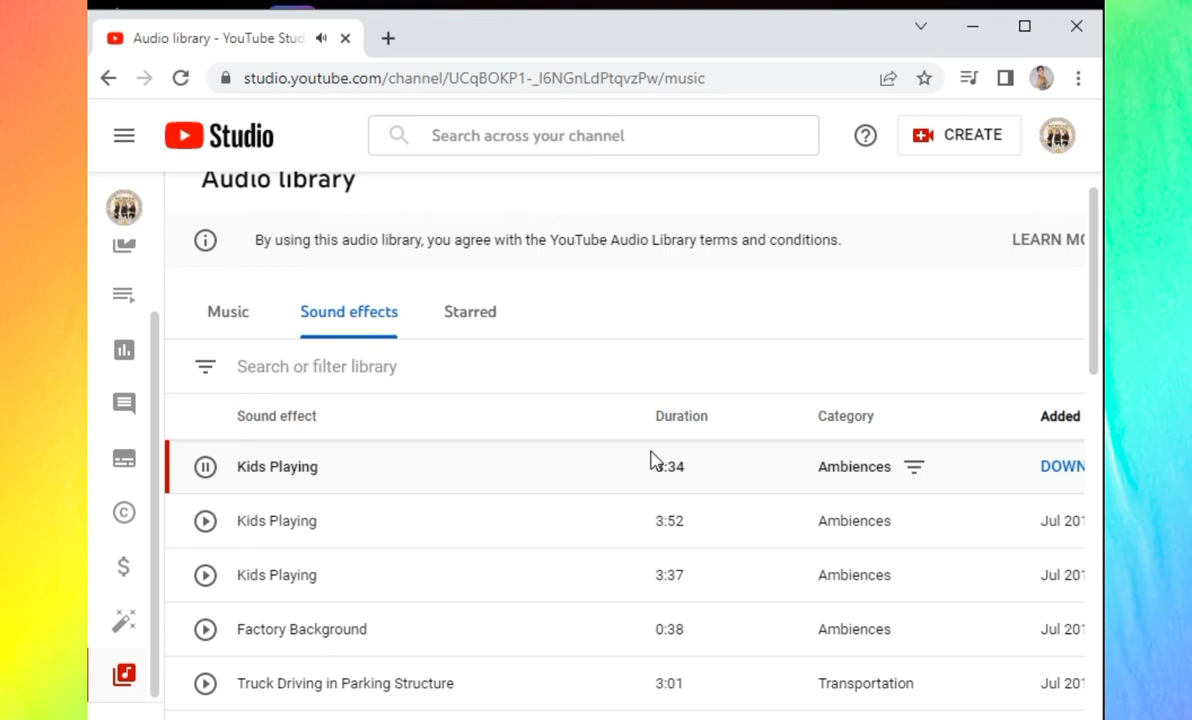 Audio library - YouTube Stud
studio.youtube.com/channel/UCqBOKP1-_I6NGnLdPtqvzPw/music
Studio
Search across your channel
CREATE
Audio library
By using this audio library, you agree with the YouTube Audio Library terms and conditions.
LEARN MO
Music
Sound effects
Starred
Search or filter library
Sound effect Duration Category Added
Kids Playing 3:34 Ambiences DOWN
Kids Playing 3:52 Ambiences Jul 201
Kids Playing 3:37 Ambiences Jul 201
Factory Background 0:38 Ambiences Jul 201
Truck Driving in Parking Structure 3:01 Transportation Jul 201